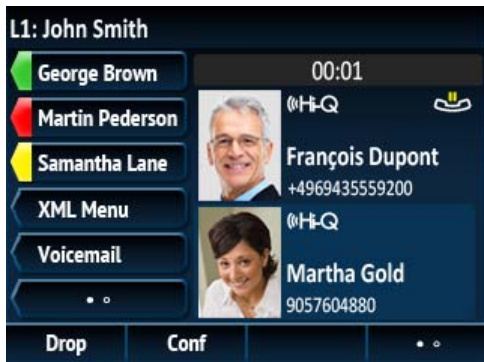 L1: John Smith
George Brown
Martin Pederson
Samantha Lane
XML Menu
Voicemail
00:01
Hi-Q
François Dupont
+4969435559200
Hi-Q
Martha Gold
9057604880
Drop
Conf